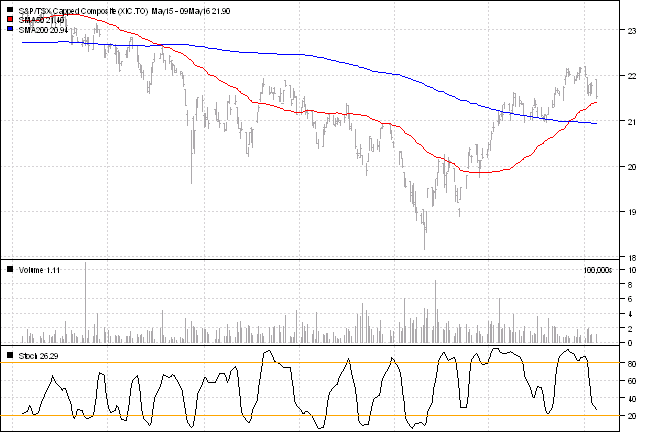 S&P/TSX Capped Composite (XIC.TO) May15 - 09May16 21.90
SMA50 21.40
SMA200 20.94
23
22
21
20
19
18
Volume 1.11
100,000s
10
8
6
4
2
0
Stoch 26.29
80
60
40
20